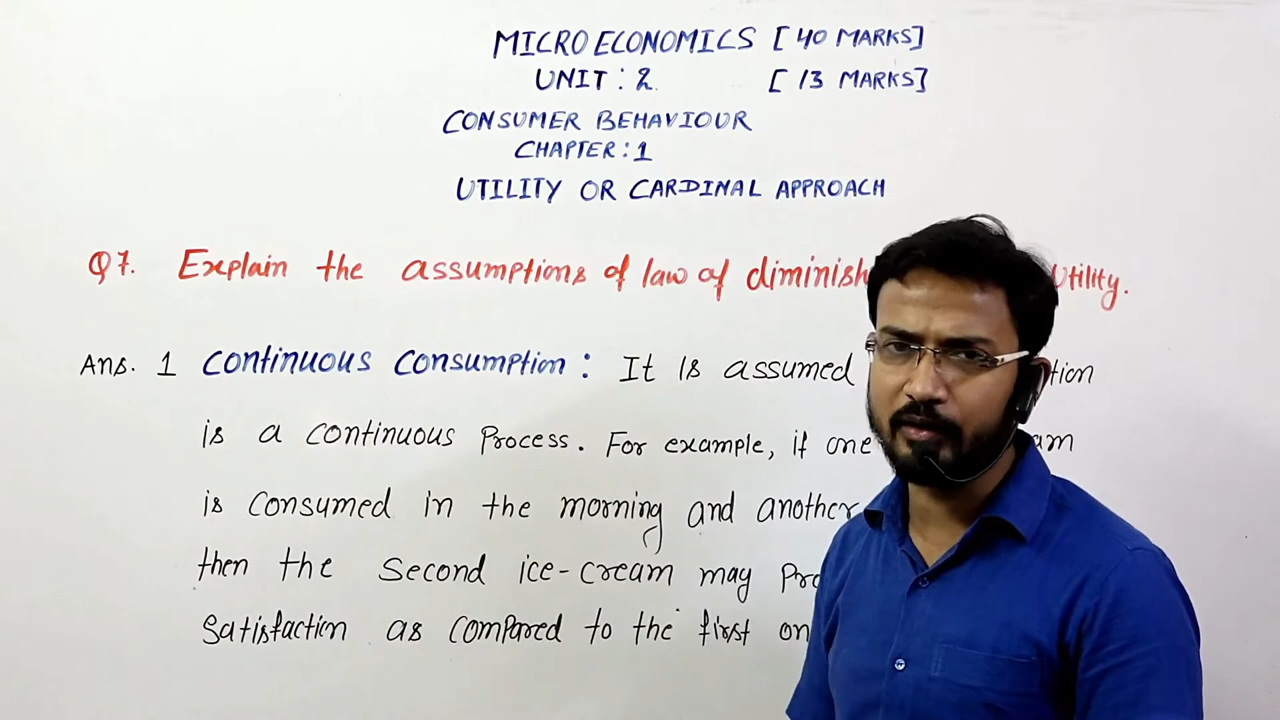 MICRO ECONOMICS [40 MARKS]
UNIT : 2 [13 MARKS]
CONSUMER BEHAVIOUR
CHAPTER : 1
UTILITY OR CARDINAL APPROACH
Q7. Explain the assumptions of law of diminish Utility.
Ans. 1 Continuous Consumption : It is assumed tion
is a continuous Process. For example, if one am
is consumed in the morning and another
then the second ice-cream may Pro
satisfaction as compared to the first on